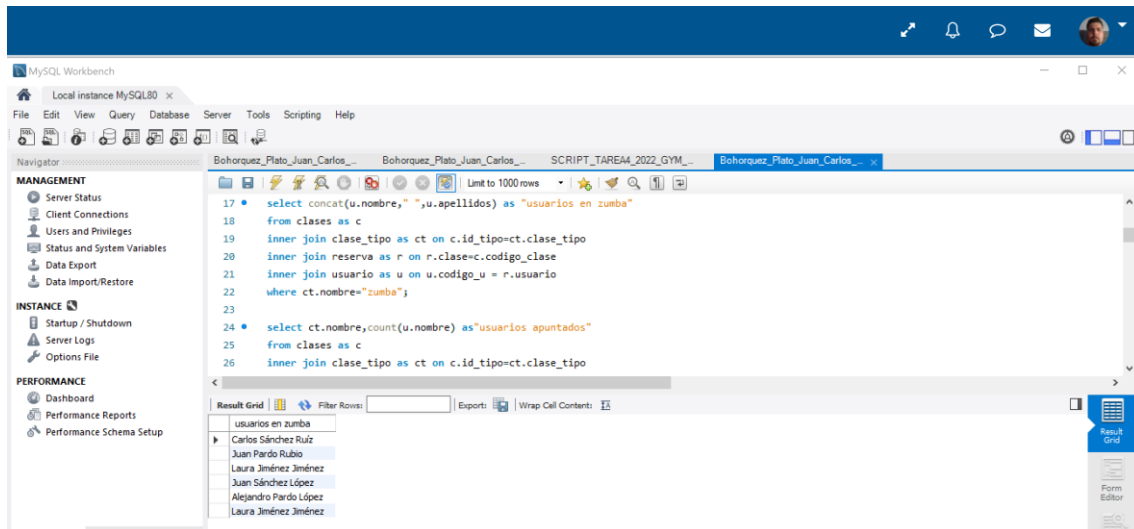 MySQL Workbench
Local instance MySQL80
File Edit View Query Database Server Tools Scripting Help
Navigator
Bohorquez_Plato_Juan_Carlos_... Bohorquez_Plato_Juan_Carlos_... SCRIPT_TAREA4_2022_GYM_... Bohorquez_Plato_Juan_Carlos_...
MANAGEMENT
Server Status
Client Connections
Users and Privileges
Status and System Variables
Data Export
Data Import/Restore
INSTANCE
Startup / Shutdown
Server Logs
Options File
PERFORMANCE
Dashboard
Performance Reports
Performance Schema Setup
Limit to 1000 rows
17 select concat(u.nombre," ",u.apellidos) as "usuarios en zumba"
18 from clases as c
19 inner join clase_tipo as ct on c.id_tipo=ct.clase_tipo
20 inner join reserva as r on r.clase=c.codigo_clase
21 inner join usuario as u on u.codigo_u = r.usuario
22 where ct.nombre="zumba";
23
24 select ct.nombre,count(u.nombre) as"usuarios apuntados"
25 from clases as c
26 inner join clase_tipo as ct on c.id_tipo=ct.clase_tipo
Result Grid Filter Rows: Export: Wrap Cell Content:
usuarios en zumba
Carlos Sánchez Ruíz
Juan Pardo Rubio
Laura Jiménez Jiménez
Juan Sánchez López
Alejandro Pardo López
Laura Jiménez Jiménez
Result
Grid
Form
Editor